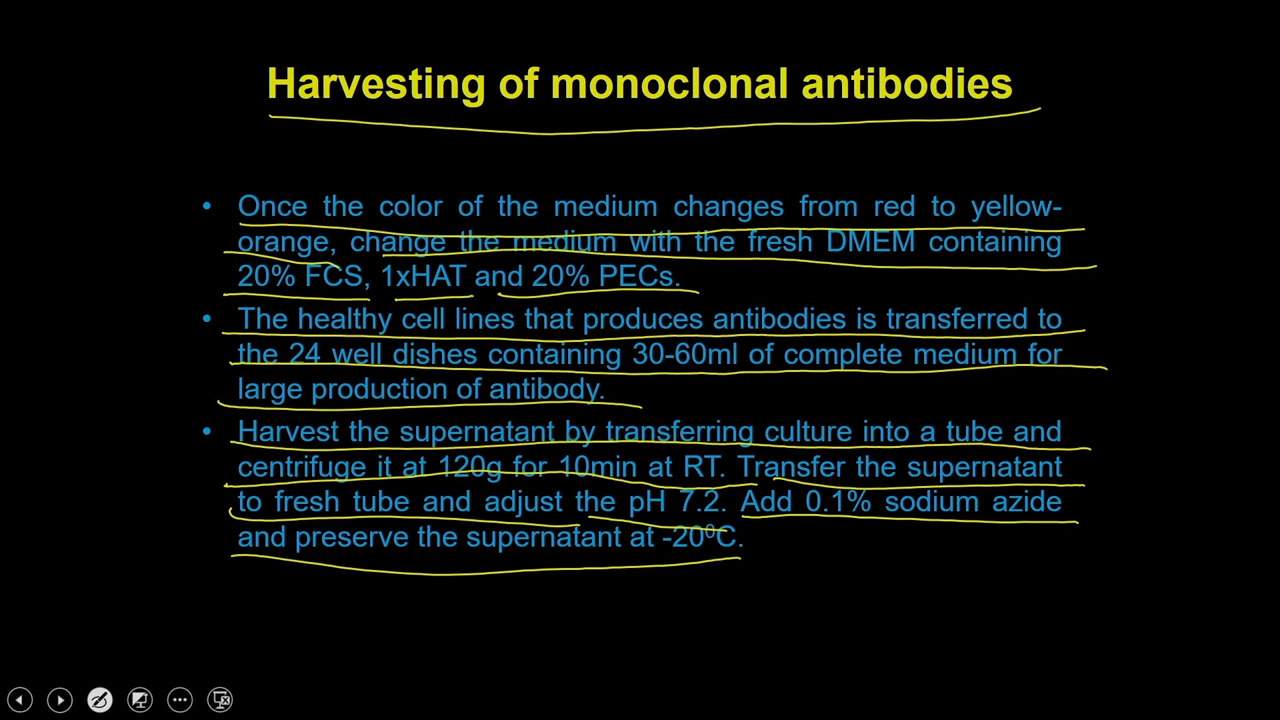 Harvesting of monoclonal antibodies
• Once the color of the medium changes from red to yellow-
orange, change the medium with the fresh DMEM containing
20% FCS, 1xHAT and 20% PECs.
• The healthy cell lines that produces antibodies is transferred to
the 24 well dishes containing 30-60ml of complete medium for
large production of antibody.
• Harvest the supernatant by transferring culture into a tube and
centrifuge it at 120g for 10min at RT. Transfer the supernatant
to fresh tube and adjust the pH 7.2. Add 0.1% sodium azide
and preserve the supernatant at -20⁰C.